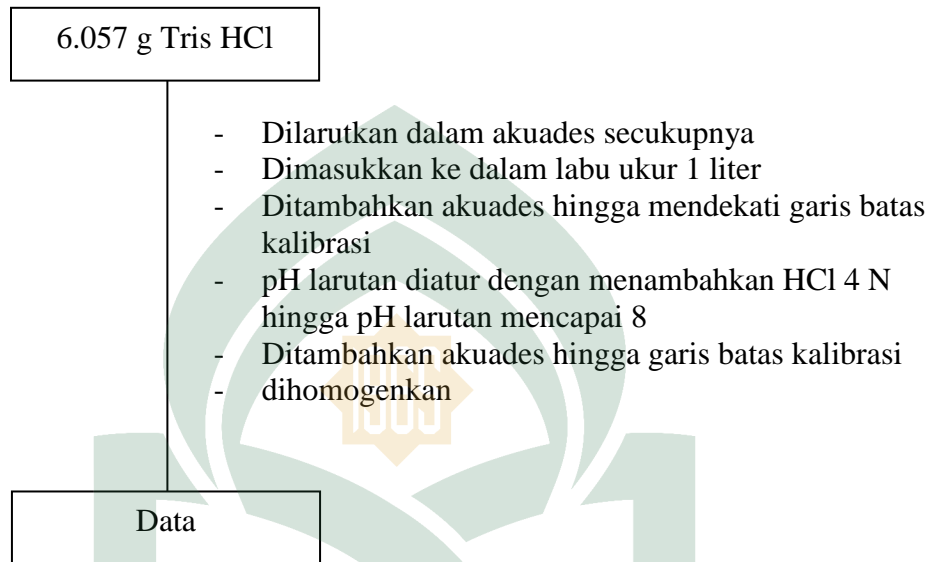 6.057 g Tris HCl
- Dilarutkan dalam akuades secukupnya
- Dimasukkan ke dalam labu ukur 1 liter
- Ditambahkan akuades hingga mendekati garis batas
kalibrasi
- pH larutan diatur dengan menambahkan HCl 4 N
hingga pH larutan mencapai 8
- Ditambahkan akuades hingga garis batas kalibrasi
- dihomogenkan
Data